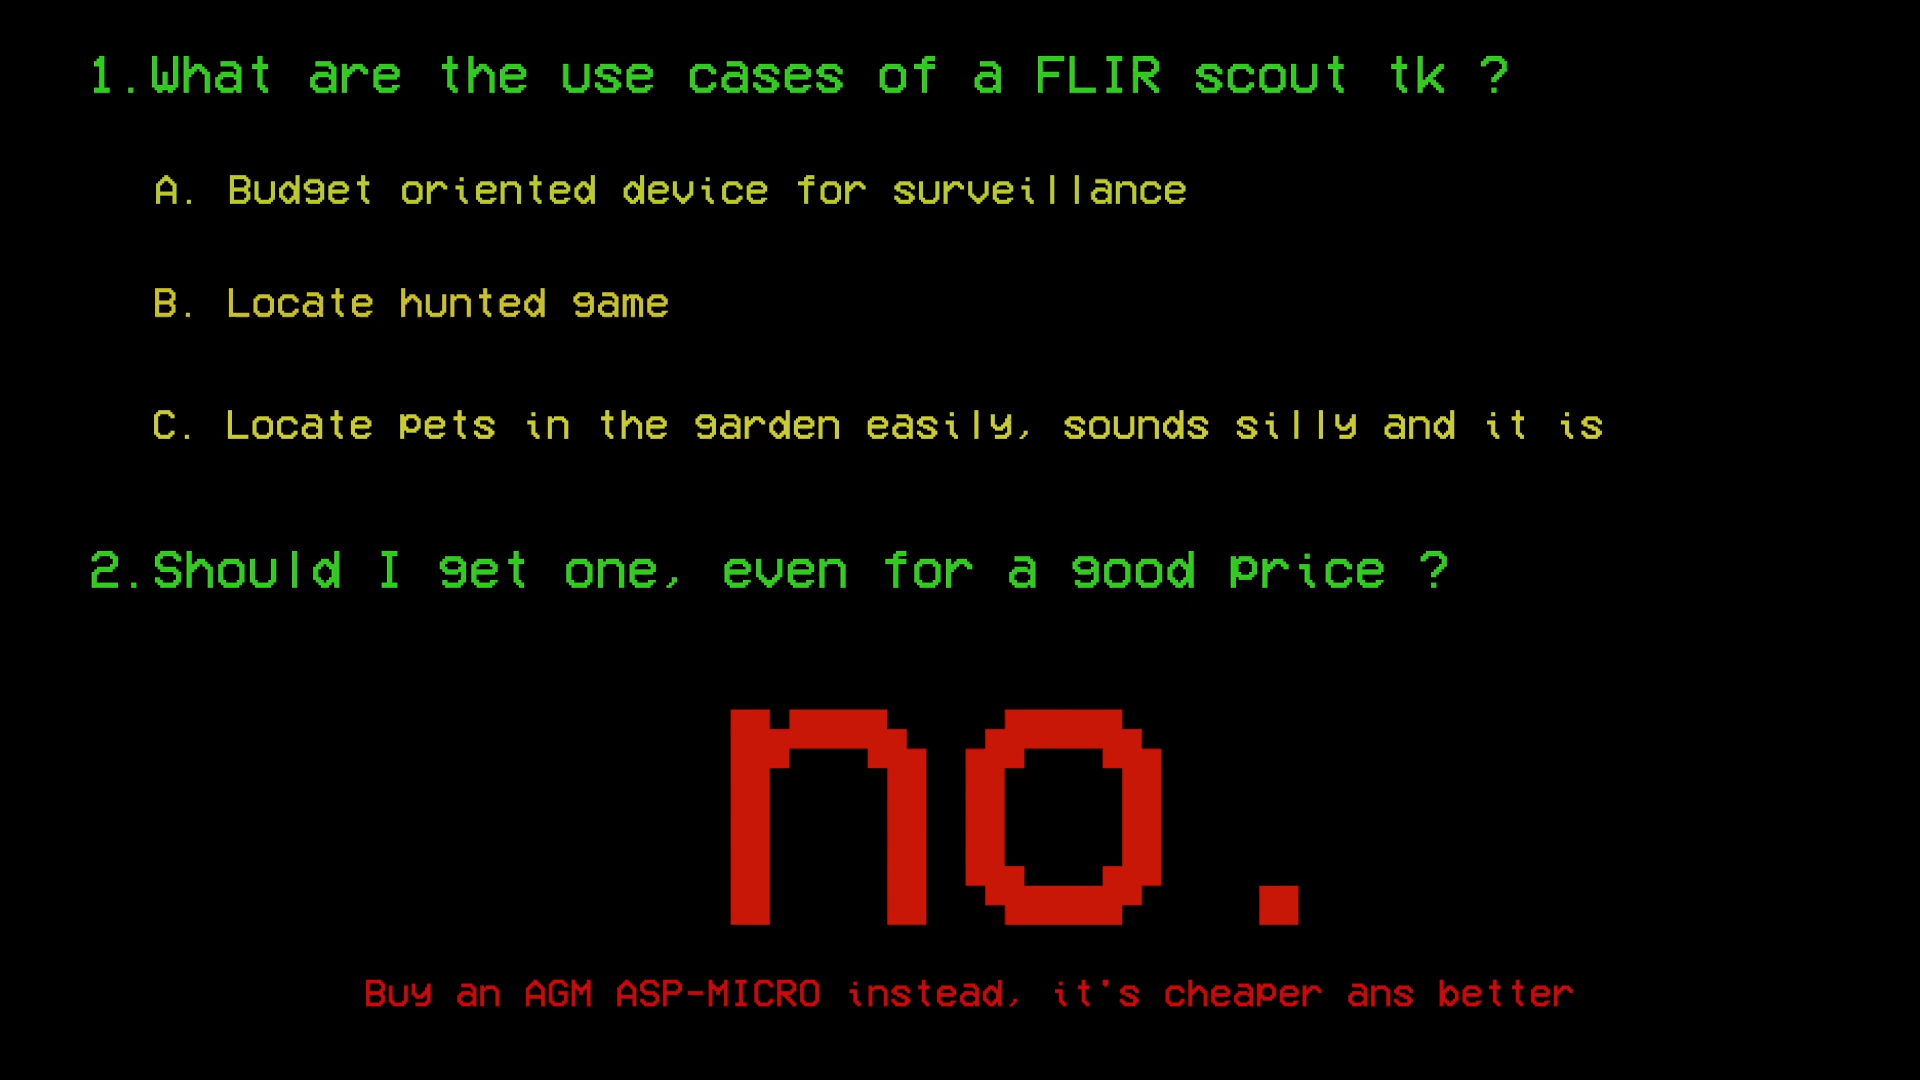 1.What are the use cases of a FLIR scout tk ?
A. Budget oriented device for surveillance
B. Locate hunted game
C. Locate pets in the garden easily, sounds silly and it is
2.Should I get one, even for a good price ?
no.
Buy an AGM ASP-MICRO instead, it's cheaper ans better